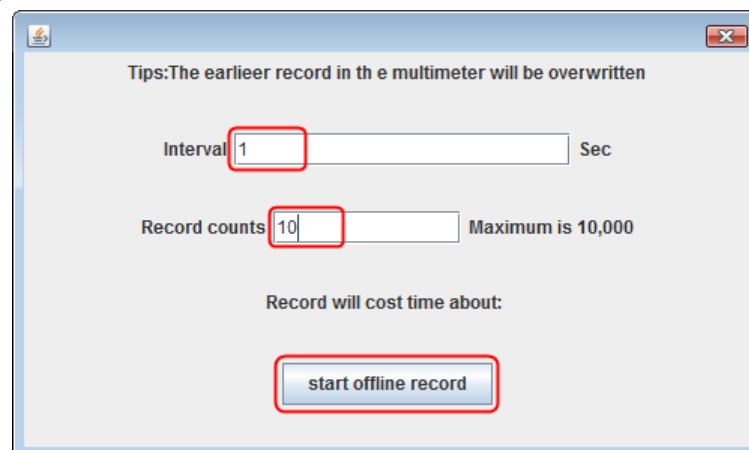 Tips:The earlieer record in th e multimeter will be overwritten
Interval 1 Sec
Record counts 10 Maximum is 10,000
Record will cost time about:
start offline record